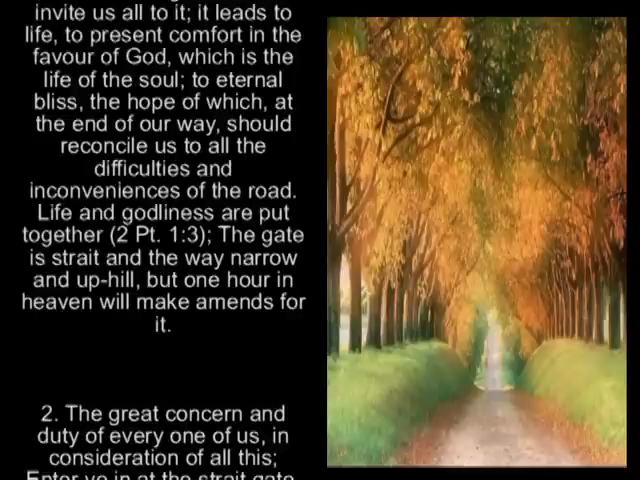 invite us all to it; it leads to
life, to present comfort in the
favour of God, which is the
life of the soul; to eternal
bliss, the hope of which, at
the end of our way, should
reconcile us to all the
difficulties and
inconveniences of the road.
Life and godliness are put
together (2 Pt. 1:3); The gate
is strait and the way narrow
and up-hill, but one hour in
heaven will make amends for
it.
2. The great concern and
duty of every one of us, in
consideration of all this;
Enter ye in at the strait gate